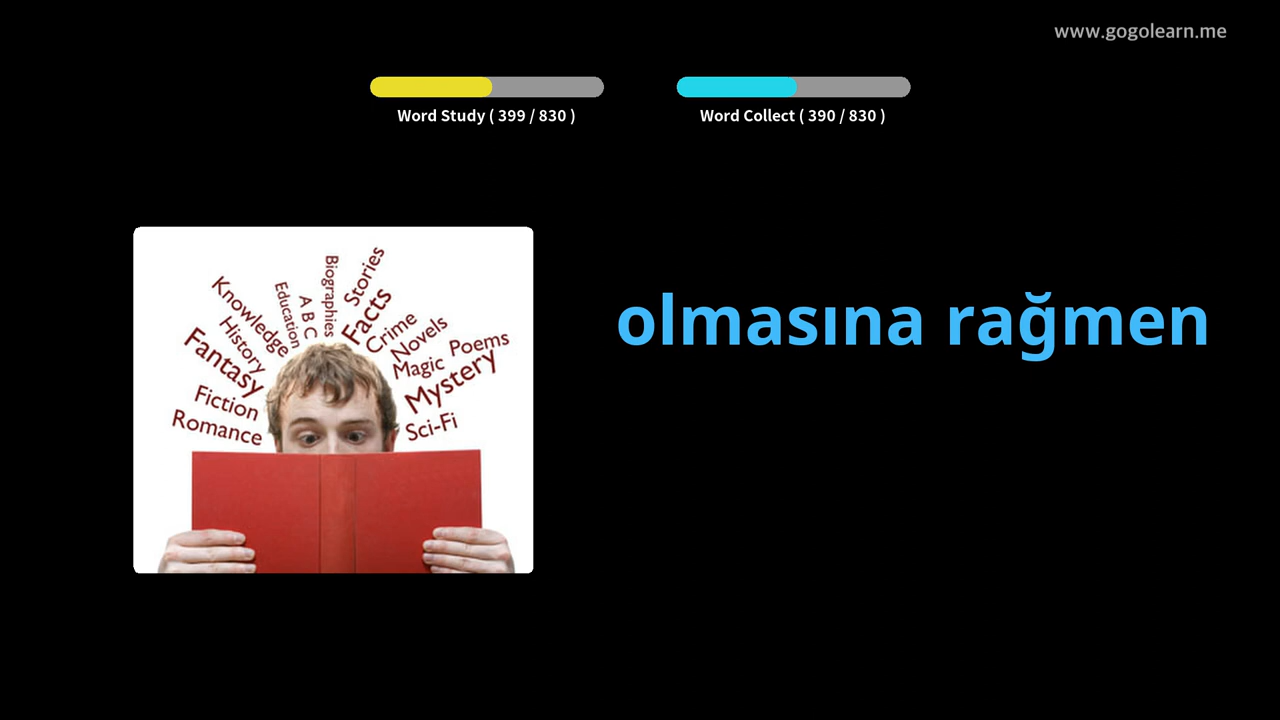 www.gogolearn.me
Word Study ( 399 / 830 )
Word Collect ( 390 / 830 )
olmasına rağmen
Knowledge
History
Fantasy
Fiction
Romance
Education
A B C
Biographies
Stories
Facts
Crime
Novels
Magic
Poems
Mystery
Sci-Fi